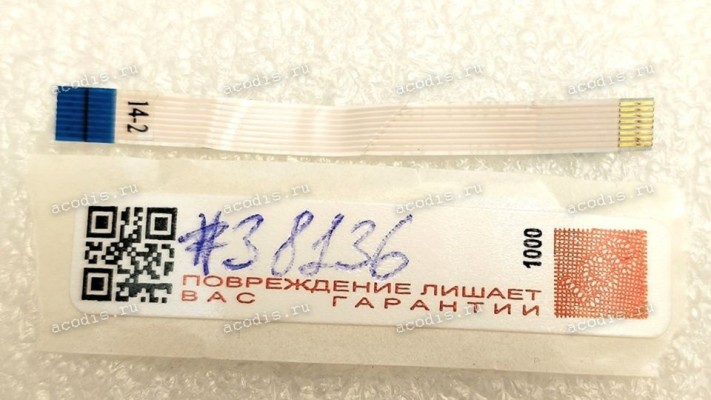 14-2
#38136
1000
ПОВРЕЖДЕНИЕ ЛИШАЕТ
ВАС ГАРАНТИИ
acodis.ru